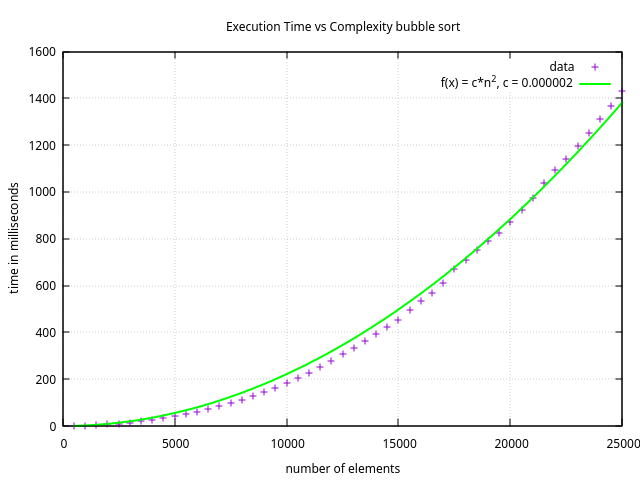 Execution Time vs Complexity bubble sort
1600
1400
1200
1000
800
600
400
200
0
data
f(x) = c*n², c = 0.000002
time in milliseconds
0 5000 10000 15000 20000 25000
number of elements